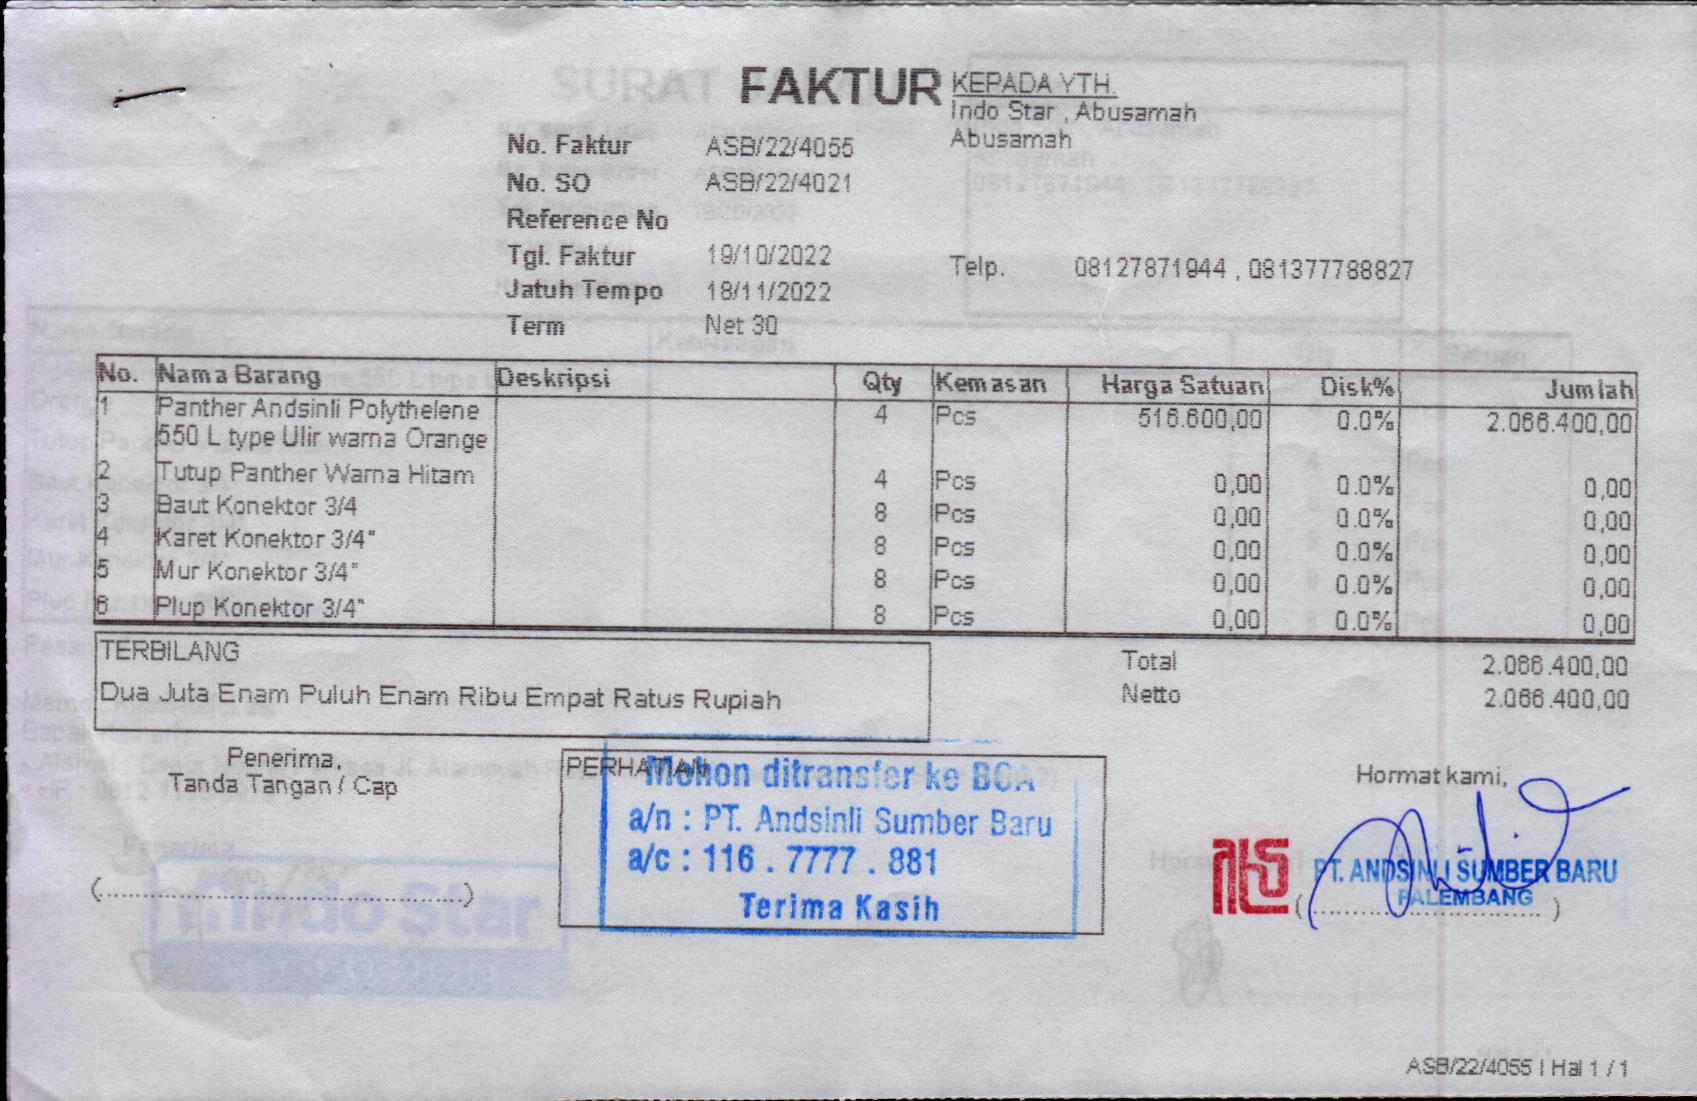 FAKTUR
KEPADA YTH.
Indo Star , Abusamah
Abusamah
No. Faktur ASB/22/4055
No. SO ASB/22/4021
Reference No
Tgl. Faktur 19/10/2022
Jatuh Tempo 18/11/2022
Term Net 30
Telp. 08127871944 , 081377788827
No. Nama Barang Deskripsi Qty Kemasan Harga Satuan Disk% Jumlah
1 Panther Andsinli Polythelene 4 Pcs 516.600,00 0.0% 2.066.400,00
550 L type Ulir warna Orange
2 Tutup Panther Warna Hitam 4 Pcs 0,00 0.0% 0,00
3 Baut Konektor 3/4 8 Pcs 0,00 0.0% 0,00
4 Karet Konektor 3/4" 8 Pcs 0,00 0.0% 0,00
5 Mur Konektor 3/4" 8 Pcs 0,00 0.0% 0,00
6 Plup Konektor 3/4" 8 Pcs 0,00 0.0% 0,00
TERBILANG
Dua Juta Enam Puluh Enam Ribu Empat Ratus Rupiah
Total 2.066.400,00
Netto 2.066.400,00
Penerima,
Tanda Tangan / Cap
(..........................................)
PERHATIAN
Mohon ditransfer ke BCA
a/n : PT. Andsinli Sumber Baru
a/c : 116 . 7777 . 881
Terima Kasih
Hormat kami,
PT. ANDSINLI SUMBER BARU
PALEMBANG
(..........................)
Indo Star
ASB/22/4055 | Hal 1 / 1